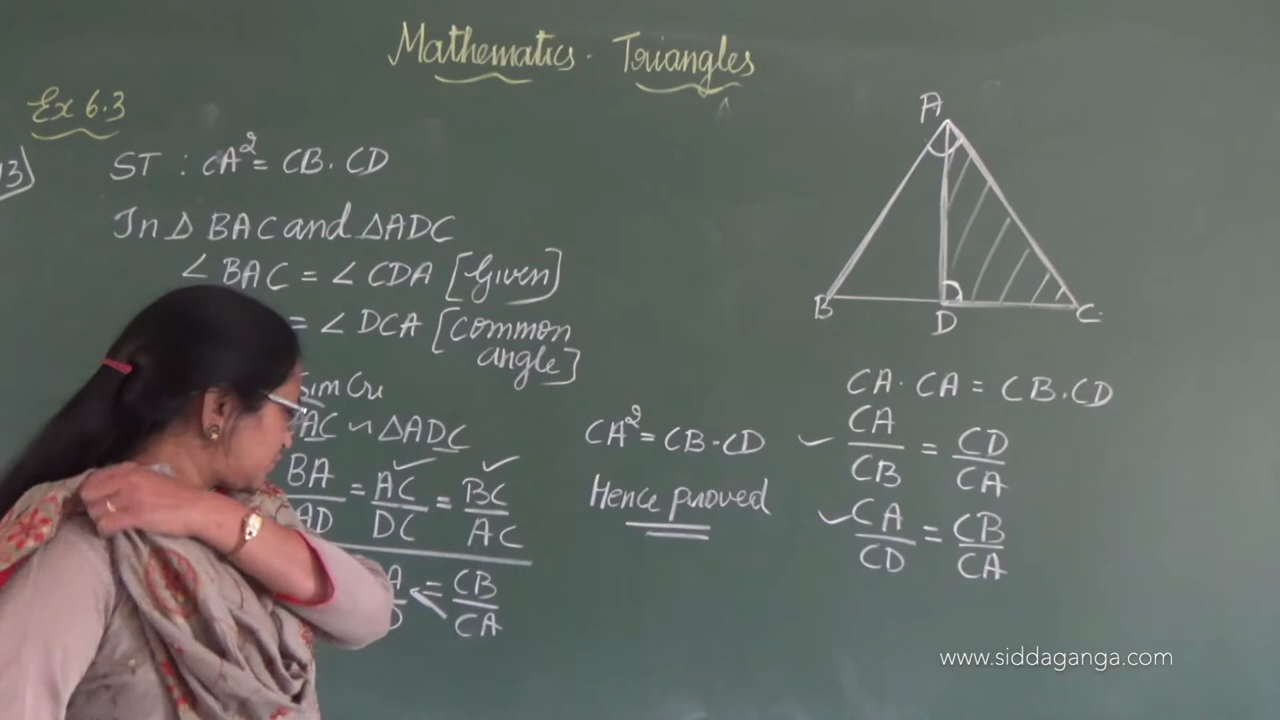 Mathematics. Triangles
Ex 6.3
13)
ST : CA² = CB. CD
In Δ BAC and ΔADC
∠ BAC = ∠ CDA [Given]
= ∠ DCA [Common
angle]
Sim Cri
AC ~ ΔADC
BA/AD = AC/DC = BC/AC
A/D = CB/CA
CA² = CB·CD
Hence proved
A
B
D
C
CA. CA = CB.CD
CA/CB = CD/CA
CA/CD = CB/CA
www.siddaganga.com